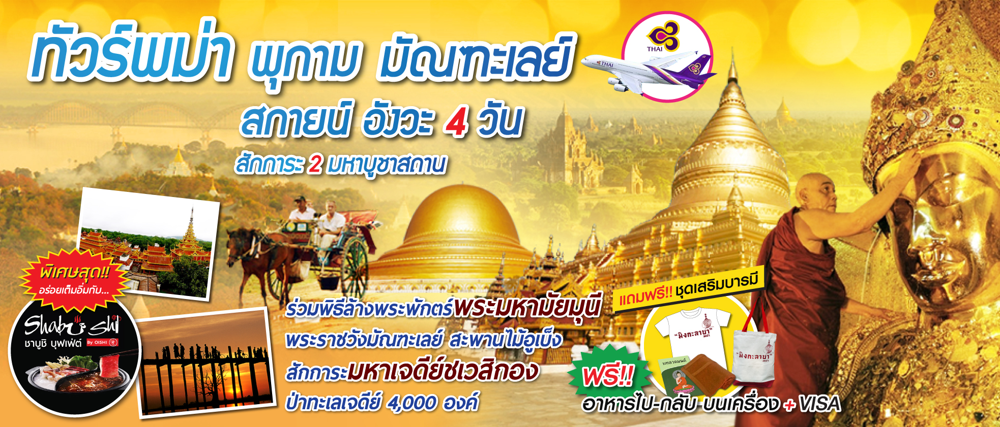 ทัวร์พม่า พุกาม มัณฑะเลย์
สกายน์ อังวะ 4 วัน
สักการะ 2 มหาบูชาสถาน
THAI
THAI
พิเศษสุด!!
อร่อยเต็มอิ่มกับ...
Shabushi
ชาบูชิ บุฟเฟ่ต์ By OISHI
ร่วมพิธีล้างพระพักตร์พระมหามัยมุนี
พระราชวังมัณฑะเลย์ สะพานไม้อูเบ็ง
สักการะมหาเจดีย์ชเวสิกอง
ป่าทะเลเจดีย์ 4,000 องค์
แถมฟรี!! ชุดเสริมบารมี
"มิงกะลาบา"
พม่า
"มิงกะลาบา"
พม่า
บทสวดมนต์
ฟรี!!
อาหารไป-กลับ บนเครื่อง + VISA